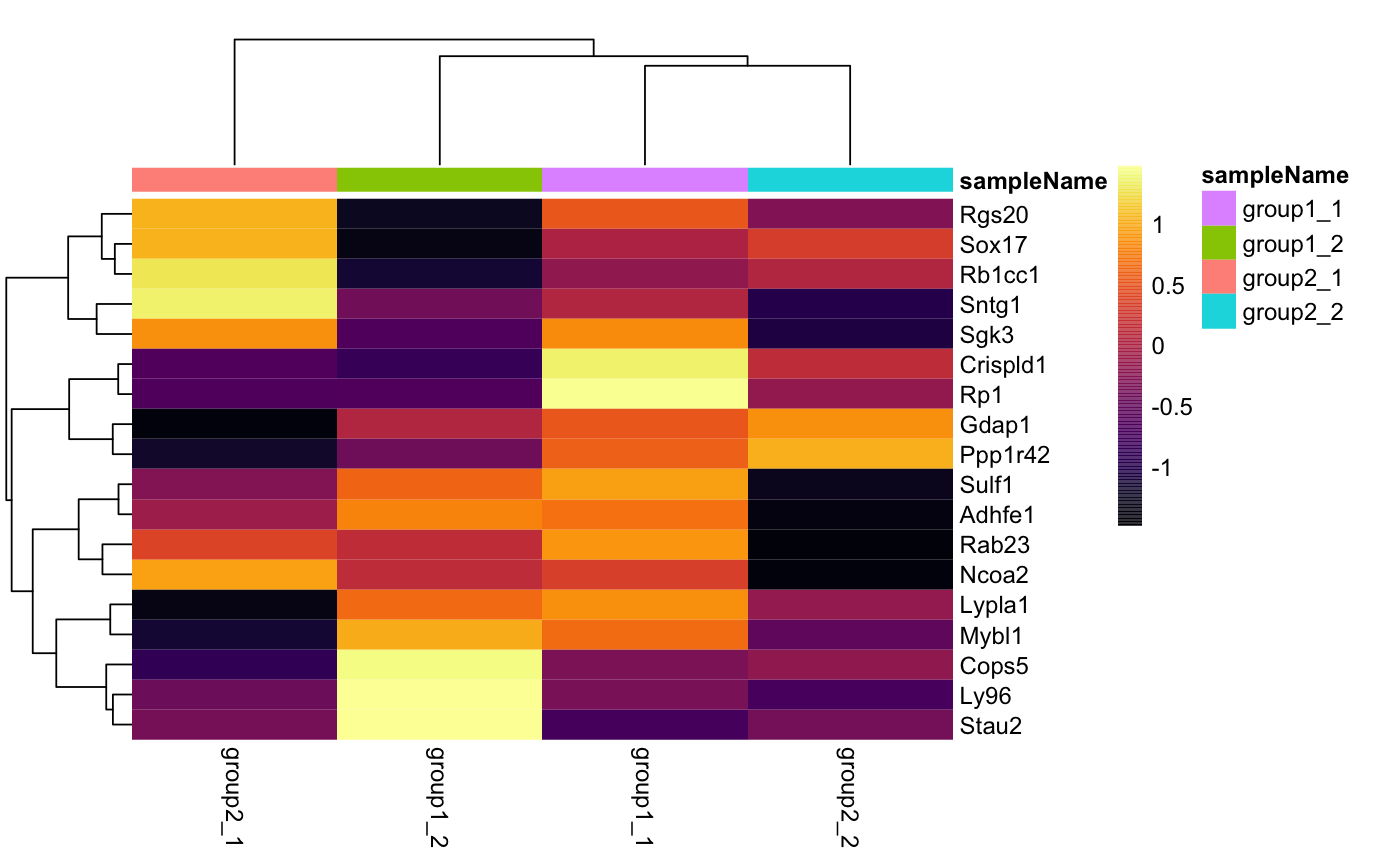 sampleName
Rgs20
Sox17
Rb1cc1
Sntg1
Sgk3
Crispld1
Rp1
Gdap1
Ppp1r42
Sulf1
Adhfe1
Rab23
Ncoa2
Lypla1
Mybl1
Cops5
Ly96
Stau2
group2_1
group1_2
group1_1
group2_2
1
0.5
0
-0.5
-1
sampleName
group1_1
group1_2
group2_1
group2_2